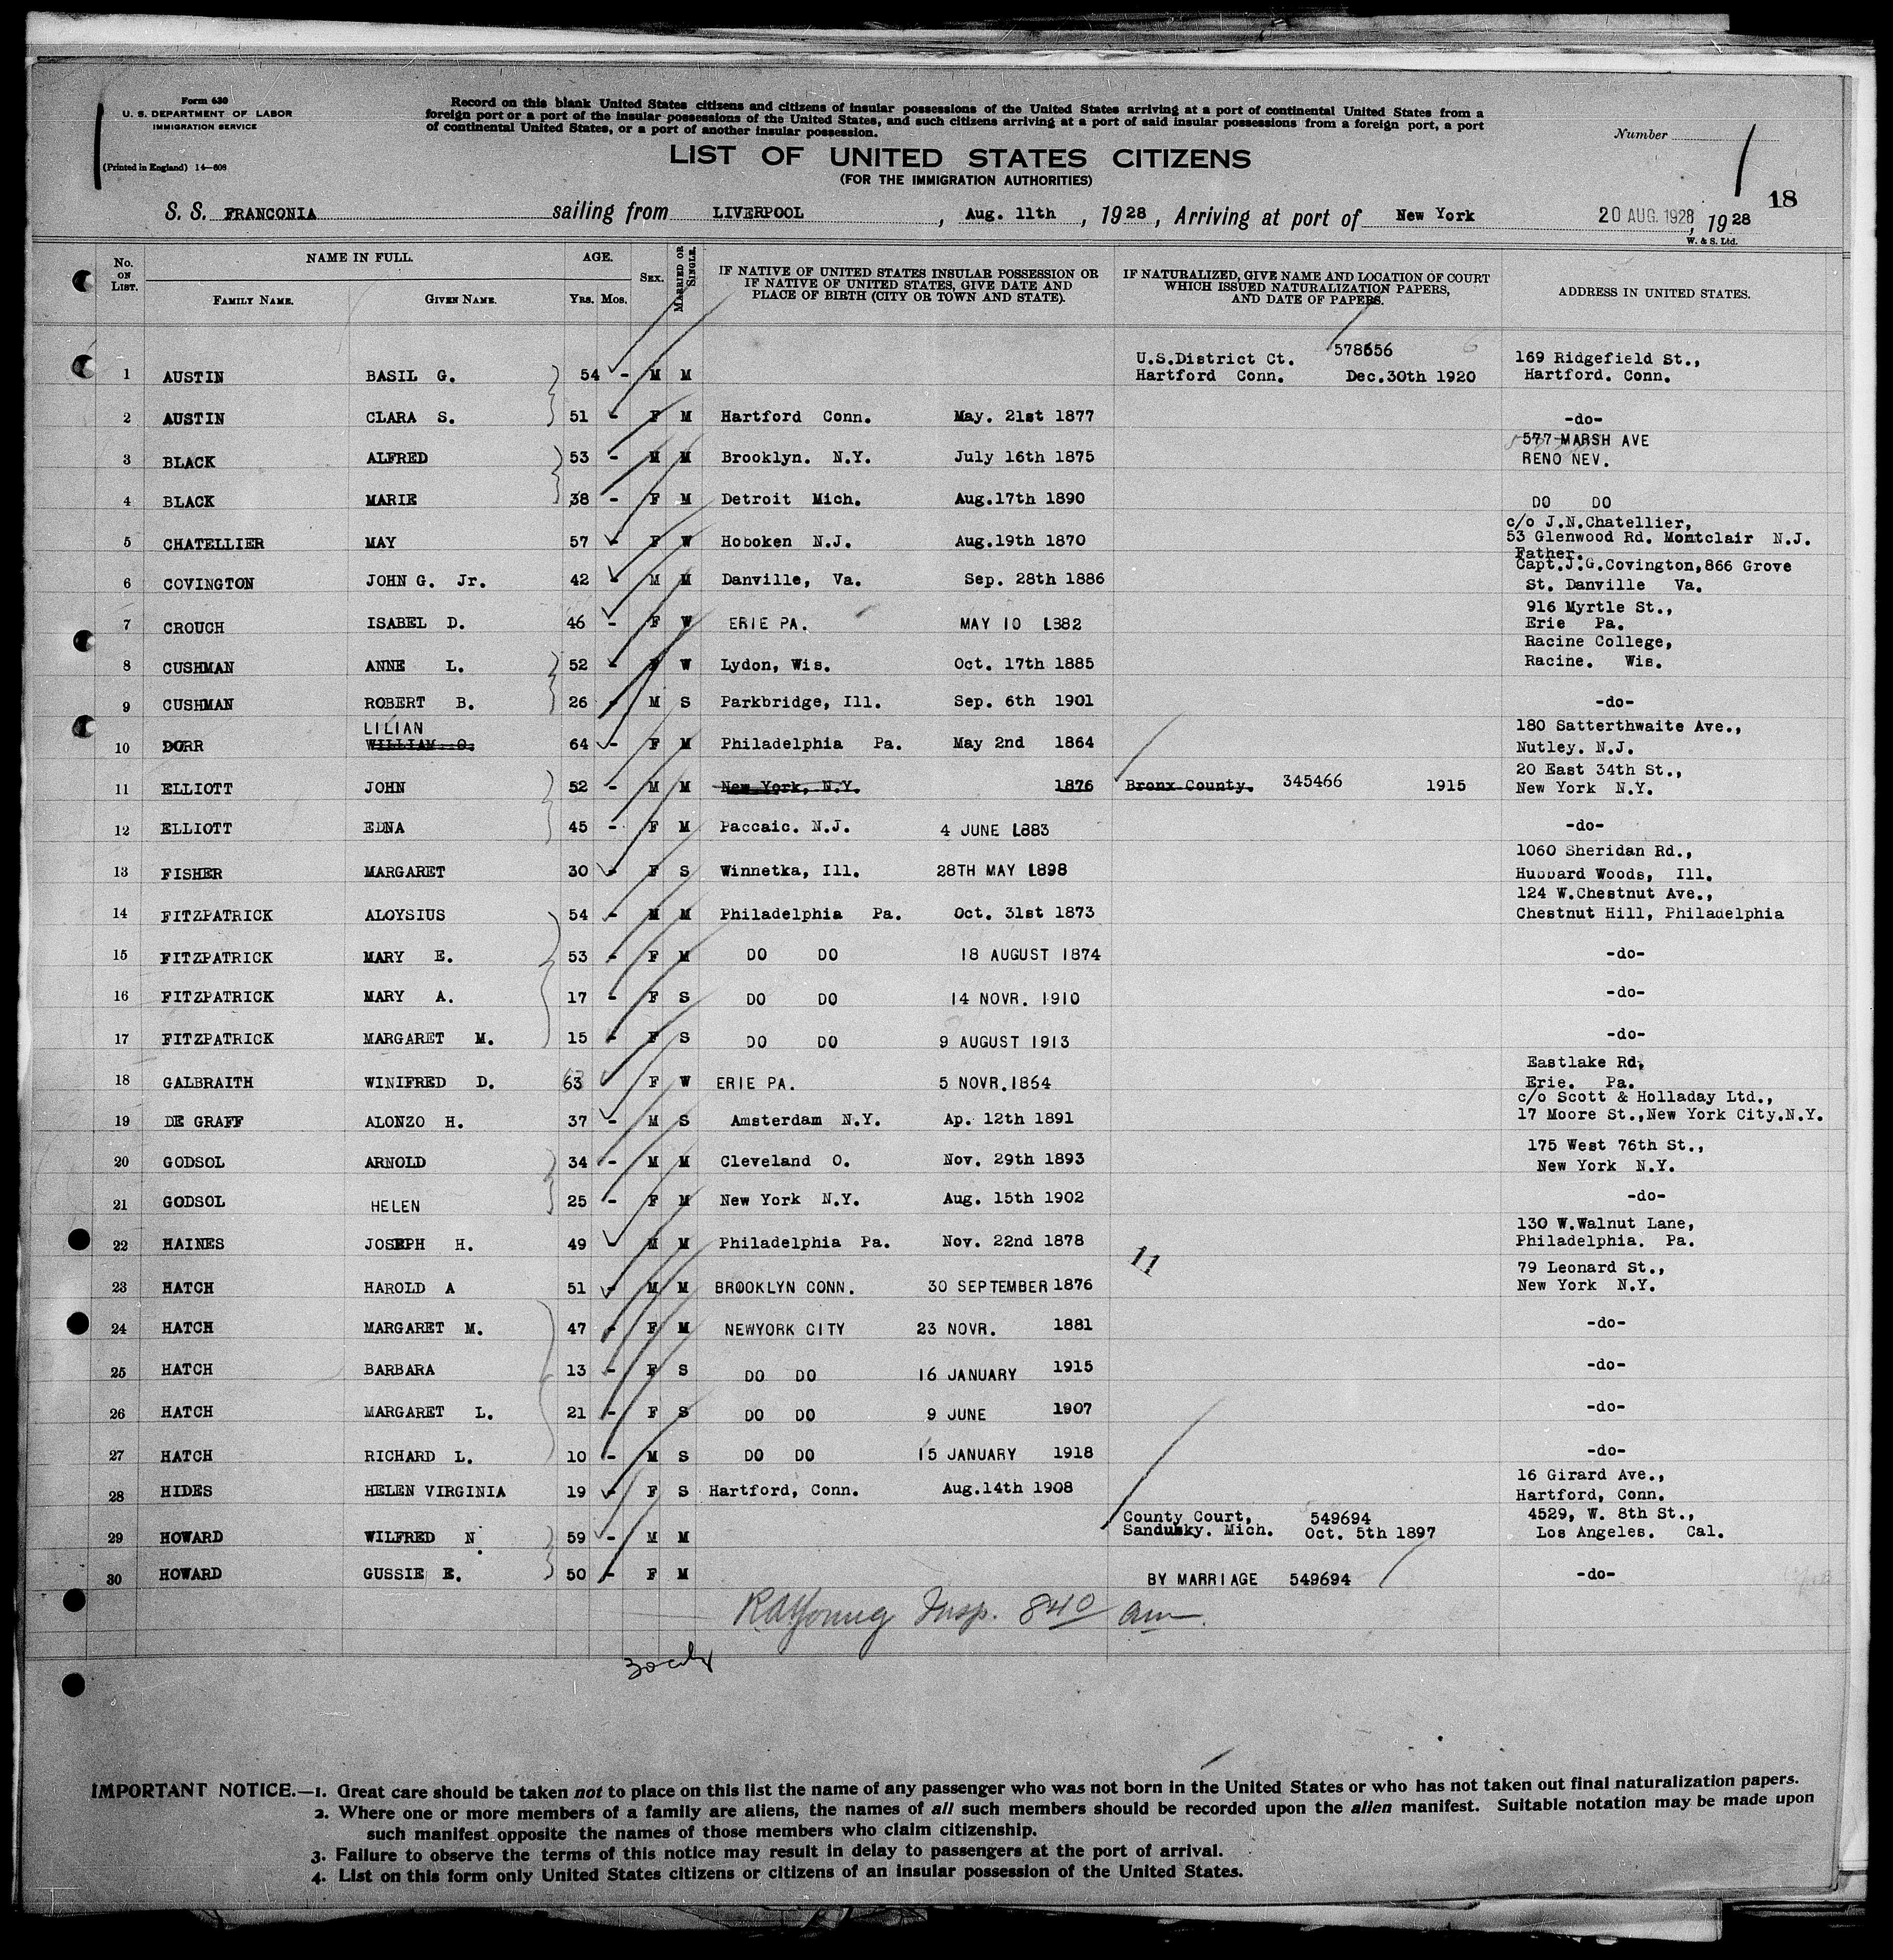 Form 630
U. S. DEPARTMENT OF LABOR
IMMIGRATION SERVICE
(Printed in England) 14—608
Record on this blank United States citizens and citizens of insular possessions of the United States arriving at a port of continental United States from a
foreign port or a port of the insular possessions of the United States, and such citizens arriving at a port of said insular possessions from a foreign port, a port
of continental United States, or a port of another insular possession.
Number
LIST OF UNITED STATES CITIZENS
(FOR THE IMMIGRATION AUTHORITIES)
18
S. S. FRANCONIA sailing from LIVERPOOL, Aug. 11th, 1928, Arriving at port of New York 20 AUG. 1928, 1928
W. & S. Ltd.
No. ON LIST. NAME IN FULL. FAMILY NAME. GIVEN NAME. AGE. Yrs. Mos. SEX. MARRIED OR SINGLE. IF NATIVE OF UNITED STATES INSULAR POSSESSION OR IF NATIVE OF UNITED STATES, GIVE DATE AND PLACE OF BIRTH (CITY OR TOWN AND STATE). IF NATURALIZED, GIVE NAME AND LOCATION OF COURT WHICH ISSUED NATURALIZATION PAPERS, AND DATE OF PAPERS. ADDRESS IN UNITED STATES.
1 AUSTIN BASIL G. 54 - M M U.S.District Ct. 578656 Hartford Conn. Dec.30th 1920 169 Ridgefield St., Hartford. Conn.
2 AUSTIN CLARA S. 51 - F M Hartford Conn. May. 21st 1877 -do-
3 BLACK ALFRED 53 - M M Brooklyn. N.Y. July 16th 1875 577 MARSH AVE RENO NEV.
4 BLACK MARIE 38 - F M Detroit Mich. Aug.17th 1890 DO DO
5 CHATELLIER MAY 57 - F W Hoboken N.J. Aug.19th 1870 c/o J.N.Chatellier, 53 Glenwood Rd. Montclair N.J.
6 COVINGTON JOHN G. Jr. 42 - M M Danville, Va. Sep. 28th 1886 Father. Capt.J.G.Covington,866 Grove St. Danville Va.
7 CROUCH ISABEL D. 46 - F W ERIE PA. MAY 10 1882 916 Myrtle St., Erie Pa.
8 CUSHMAN ANNE L. 52 - F W Lydon, Wis. Oct. 17th 1885 Racine College, Racine. Wis.
9 CUSHMAN ROBERT B. 26 - M S Parkbridge, Ill. Sep. 6th 1901 -do-
10 DORR LILIAN WILLIAM O. 64 - F M Philadelphia Pa. May 2nd 1864 180 Satterthwaite Ave., Nutley. N.J.
11 ELLIOTT JOHN 52 - M M New York, N.Y. 1876 Bronx County. 345466 1915 20 East 34th St., New York N.Y.
12 ELLIOTT EDNA 45 - F M Paccaic. N.J. 4 JUNE 1883 -do-
13 FISHER MARGARET 30 - F S Winnetka, Ill. 28TH MAY 1898 1060 Sheridan Rd., Hubbard Woods, Ill.
14 FITZPATRICK ALOYSIUS 54 - M M Philadelphia Pa. Oct. 31st 1873 124 W.Chestnut Ave., Chestnut Hill, Philadelphia
15 FITZPATRICK MARY E. 53 - F M DO DO 18 AUGUST 1874 -do-
16 FITZPATRICK MARY A. 17 - F S DO DO 14 NOVR. 1910 -do-
17 FITZPATRICK MARGARET M. 15 - F S DO DO 9 AUGUST 1913 -do-
18 GALBRAITH WINIFRED D. 63 F W ERIE PA. 5 NOVR.1864 Eastlake Rd, Erie. Pa.
19 DE GRAFF ALONZO H. 37 - M S Amsterdam N.Y. Ap. 12th 1891 c/o Scott & Holladay Ltd., 17 Moore St.,New York City.N.Y.
20 GODSOL ARNOLD 34 - M M Cleveland O. Nov. 29th 1893 175 West 76th St., New York N.Y.
21 GODSOL HELEN 25 - F M New York N.Y. Aug. 15th 1902 -do-
22 HAINES JOSEPH H. 49 - M M Philadelphia Pa. Nov. 22nd 1878 11 130 W.Walnut Lane, Philadelphia. Pa.
23 HATCH HAROLD A 51 - M M BROOKLYN CONN. 30 SEPTEMBER 1876 79 Leonard St., New York N.Y.
24 HATCH MARGARET M. 47 - F M NEWYORK CITY 23 NOVR. 1881 -do-
25 HATCH BARBARA 13 - F S DO DO 16 JANUARY 1915 -do-
26 HATCH MARGARET L. 21 - F S DO DO 9 JUNE 1907 -do-
27 HATCH RICHARD L. 10 - M S DO DO 15 JANUARY 1918 -do-
28 HIDES HELEN VIRGINIA 19 - F S Hartford, Conn. Aug.14th 1908 16 Girard Ave., Hartford, Conn.
29 HOWARD WILFRED N. 59 - M M County Court, 549694 Sandusky. Mich. Oct. 5th 1897 4529, W. 8th St., Los Angeles. Cal.
30 HOWARD GUSSIE E. 50 - F M BY MARRIAGE 549694 -do-
RAYoung Insp. 840 am
IMPORTANT NOTICE.—1. Great care should be taken not to place on this list the name of any passenger who was not born in the United States or who has not taken out final naturalization papers.
2. Where one or more members of a family are aliens, the names of all such members should be recorded upon the alien manifest. Suitable notation may be made upon
such manifest opposite the names of those members who claim citizenship.
3. Failure to observe the terms of this notice may result in delay to passengers at the port of arrival.
4. List on this form only United States citizens or citizens of an insular possession of the United States.